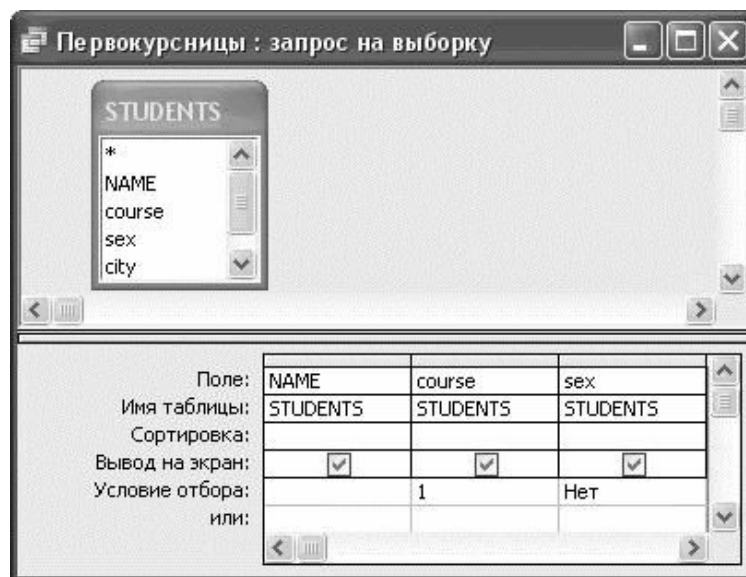 Первокурсницы : запрос на выборку
STUDENTS
*
NAME
course
sex
city
Поле: NAME course sex
Имя таблицы: STUDENTS STUDENTS STUDENTS
Сортировка:
Вывод на экран:
Условие отбора: 1 Нет
или: